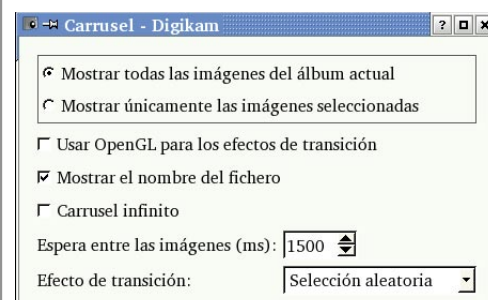 Carrusel - Digikam
Mostrar todas las imágenes del álbum actual
Mostrar únicamente las imágenes seleccionadas
Usar OpenGL para los efectos de transición
Mostrar el nombre del fichero
Carrusel infinito
Espera entre las imágenes (ms): 1500
Efecto de transición: Selección aleatoria